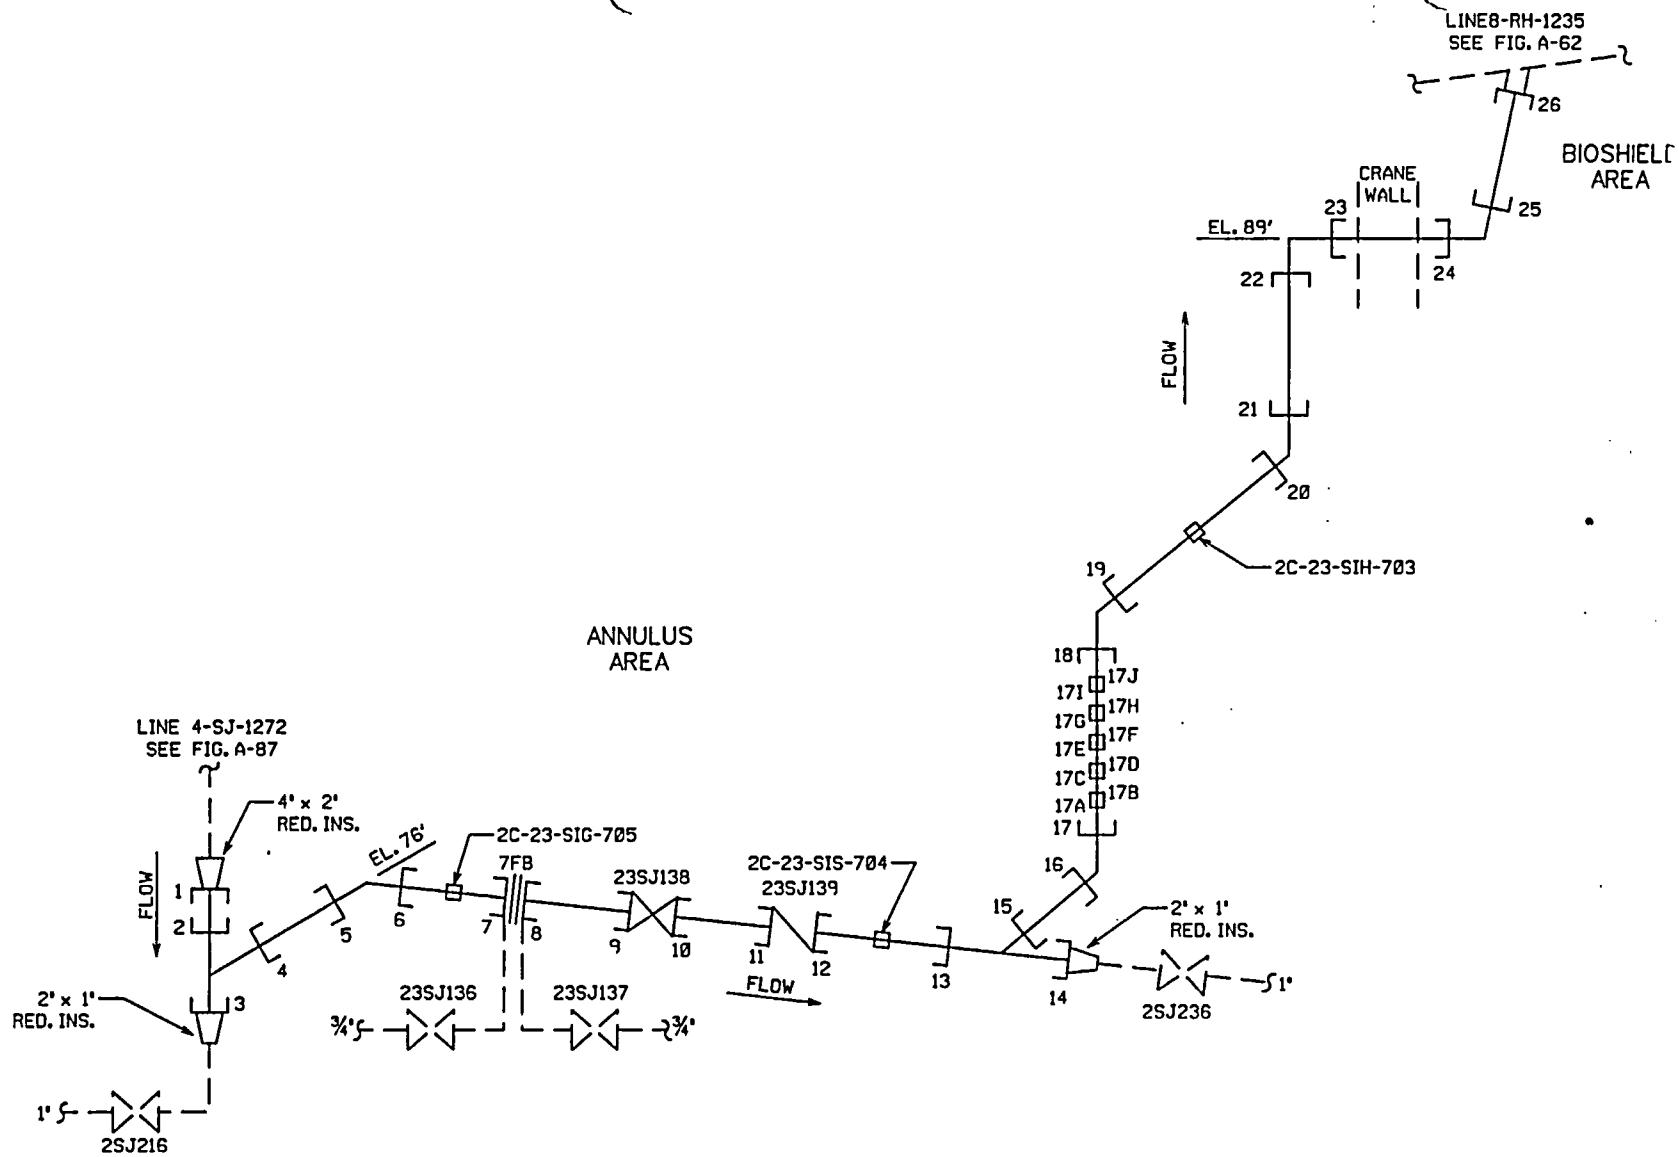 LINE8-RH-1235
SEE FIG. A-62
26
BIOSHIELD
AREA
CRANE
WALL
23
25
EL. 89'
24
22
FLOW
21
20
2C-23-SIH-703
19
ANNULUS
AREA
18
17J
17I
17H
17G
17F
17E
17D
17C
17B
17A
17
LINE 4-SJ-1272
SEE FIG. A-87
4" x 2"
RED. INS.
EL. 76'
2C-23-SIG-705
7FB
23SJ138
2C-23-SIS-704
23SJ139
16
15
2" x 1"
RED. INS.
FLOW
1
2
4
5
6
7
8
9
10
11
12
13
14
FLOW
2" x 1"
RED. INS.
3
23SJ136
23SJ137
3/4"
3/4"
1"
2SJ236
1"
2SJ216